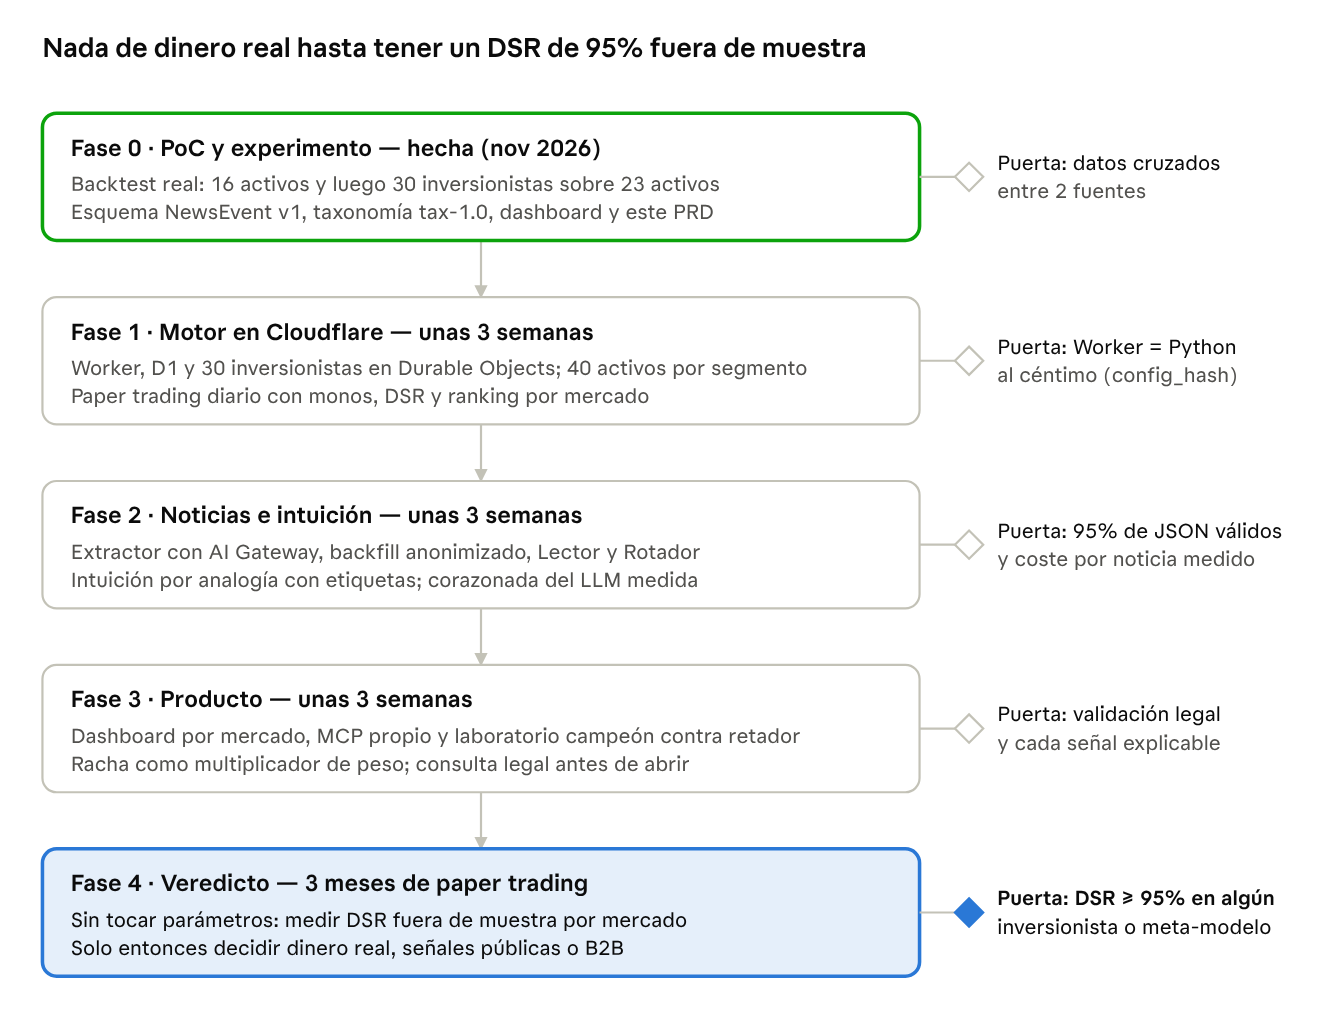 Nada de dinero real hasta tener un DSR de 95% fuera de muestra
Fase 0 · PoC y experimento — hecha (nov 2026)
Backtest real: 16 activos y luego 30 inversionistas sobre 23 activos
Esquema NewsEvent v1, taxonomía tax-1.0, dashboard y este PRD
Puerta: datos cruzados
entre 2 fuentes
Fase 1 · Motor en Cloudflare — unas 3 semanas
Worker, D1 y 30 inversionistas en Durable Objects; 40 activos por segmento
Paper trading diario con monos, DSR y ranking por mercado
Puerta: Worker = Python
al céntimo (config_hash)
Fase 2 · Noticias e intuición — unas 3 semanas
Extractor con AI Gateway, backfill anonimizado, Lector y Rotador
Intuición por analogía con etiquetas; corazonada del LLM medida
Puerta: 95% de JSON válidos
y coste por noticia medido
Fase 3 · Producto — unas 3 semanas
Dashboard por mercado, MCP propio y laboratorio campeón contra retador
Racha como multiplicador de peso; consulta legal antes de abrir
Puerta: validación legal
y cada señal explicable
Fase 4 · Veredicto — 3 meses de paper trading
Sin tocar parámetros: medir DSR fuera de muestra por mercado
Solo entonces decidir dinero real, señales públicas o B2B
Puerta: DSR ≥ 95% en algún
inversionista o meta-modelo